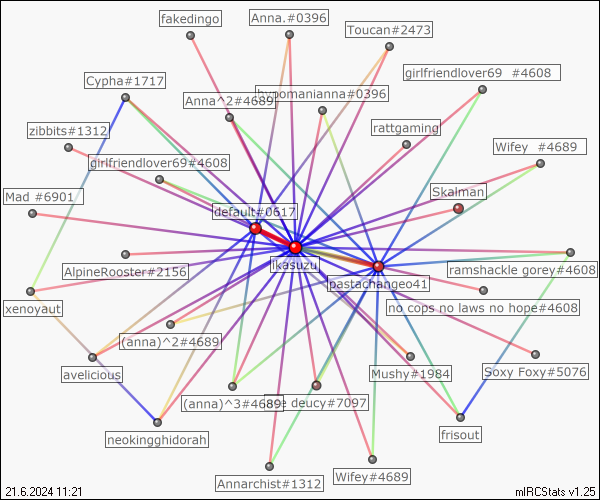 fakedingo
Anna.#0396
Toucan#2473
Cypha#1717
girlfriendlover69 #4608
Anna^2#4689
hypomanianna#0396
zibbits#1312
rattgaming
girlfriendlover69#4608
Wifey #4689
Mad #6901
Skalman
default#0617
likasuzu
AlpineRooster#2156
ramshackle gorey#4608
pastachangeo41
xenoyaut
no cops no laws no hope#4608
(anna)^2#4689
avelicious
Mushy#1984
Soxy Foxy#5076
(anna)^3#4689
deucy#7097
neokingghidorah
frisout
Annarchist#1312
Wifey#4689
21.6.2024 11:21
mIRCStats v1.25